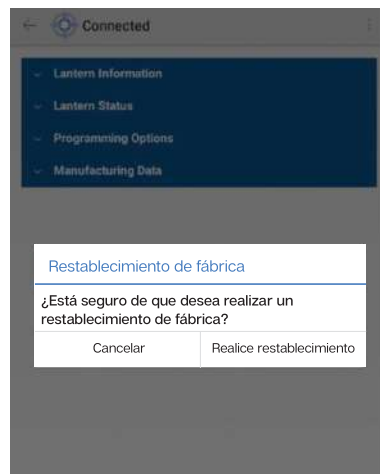 Connected
Lantern Information
Lantern Status
Programming Options
Manufacturing Data
Restablecimiento de fábrica
¿Está seguro de que desea realizar un
restablecimiento de fábrica?
Cancelar
Realice restablecimiento